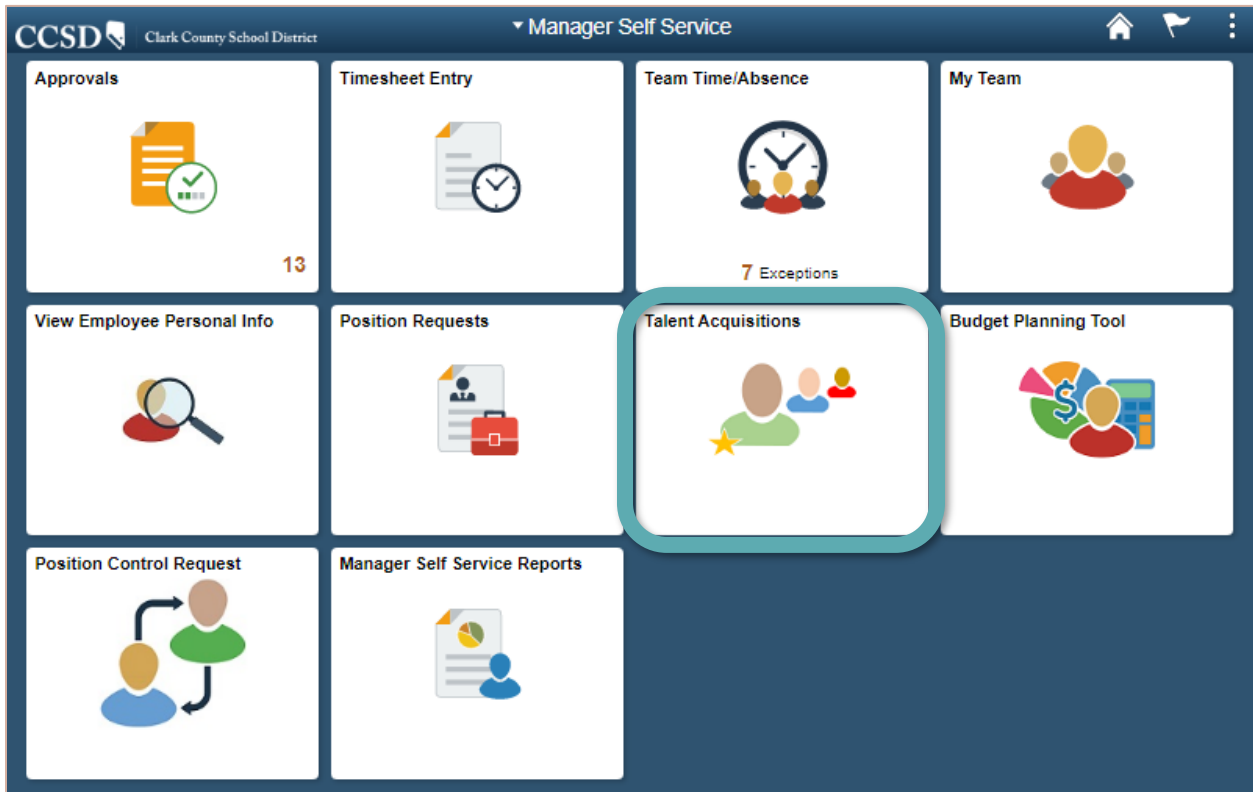 CCSD Clark County School District
Manager Self Service
Approvals
Timesheet Entry
Team Time/Absence
My Team
13
7 Exceptions
View Employee Personal Info
Position Requests
Talent Acquisitions
Budget Planning Tool
$
Position Control Request
Manager Self Service Reports